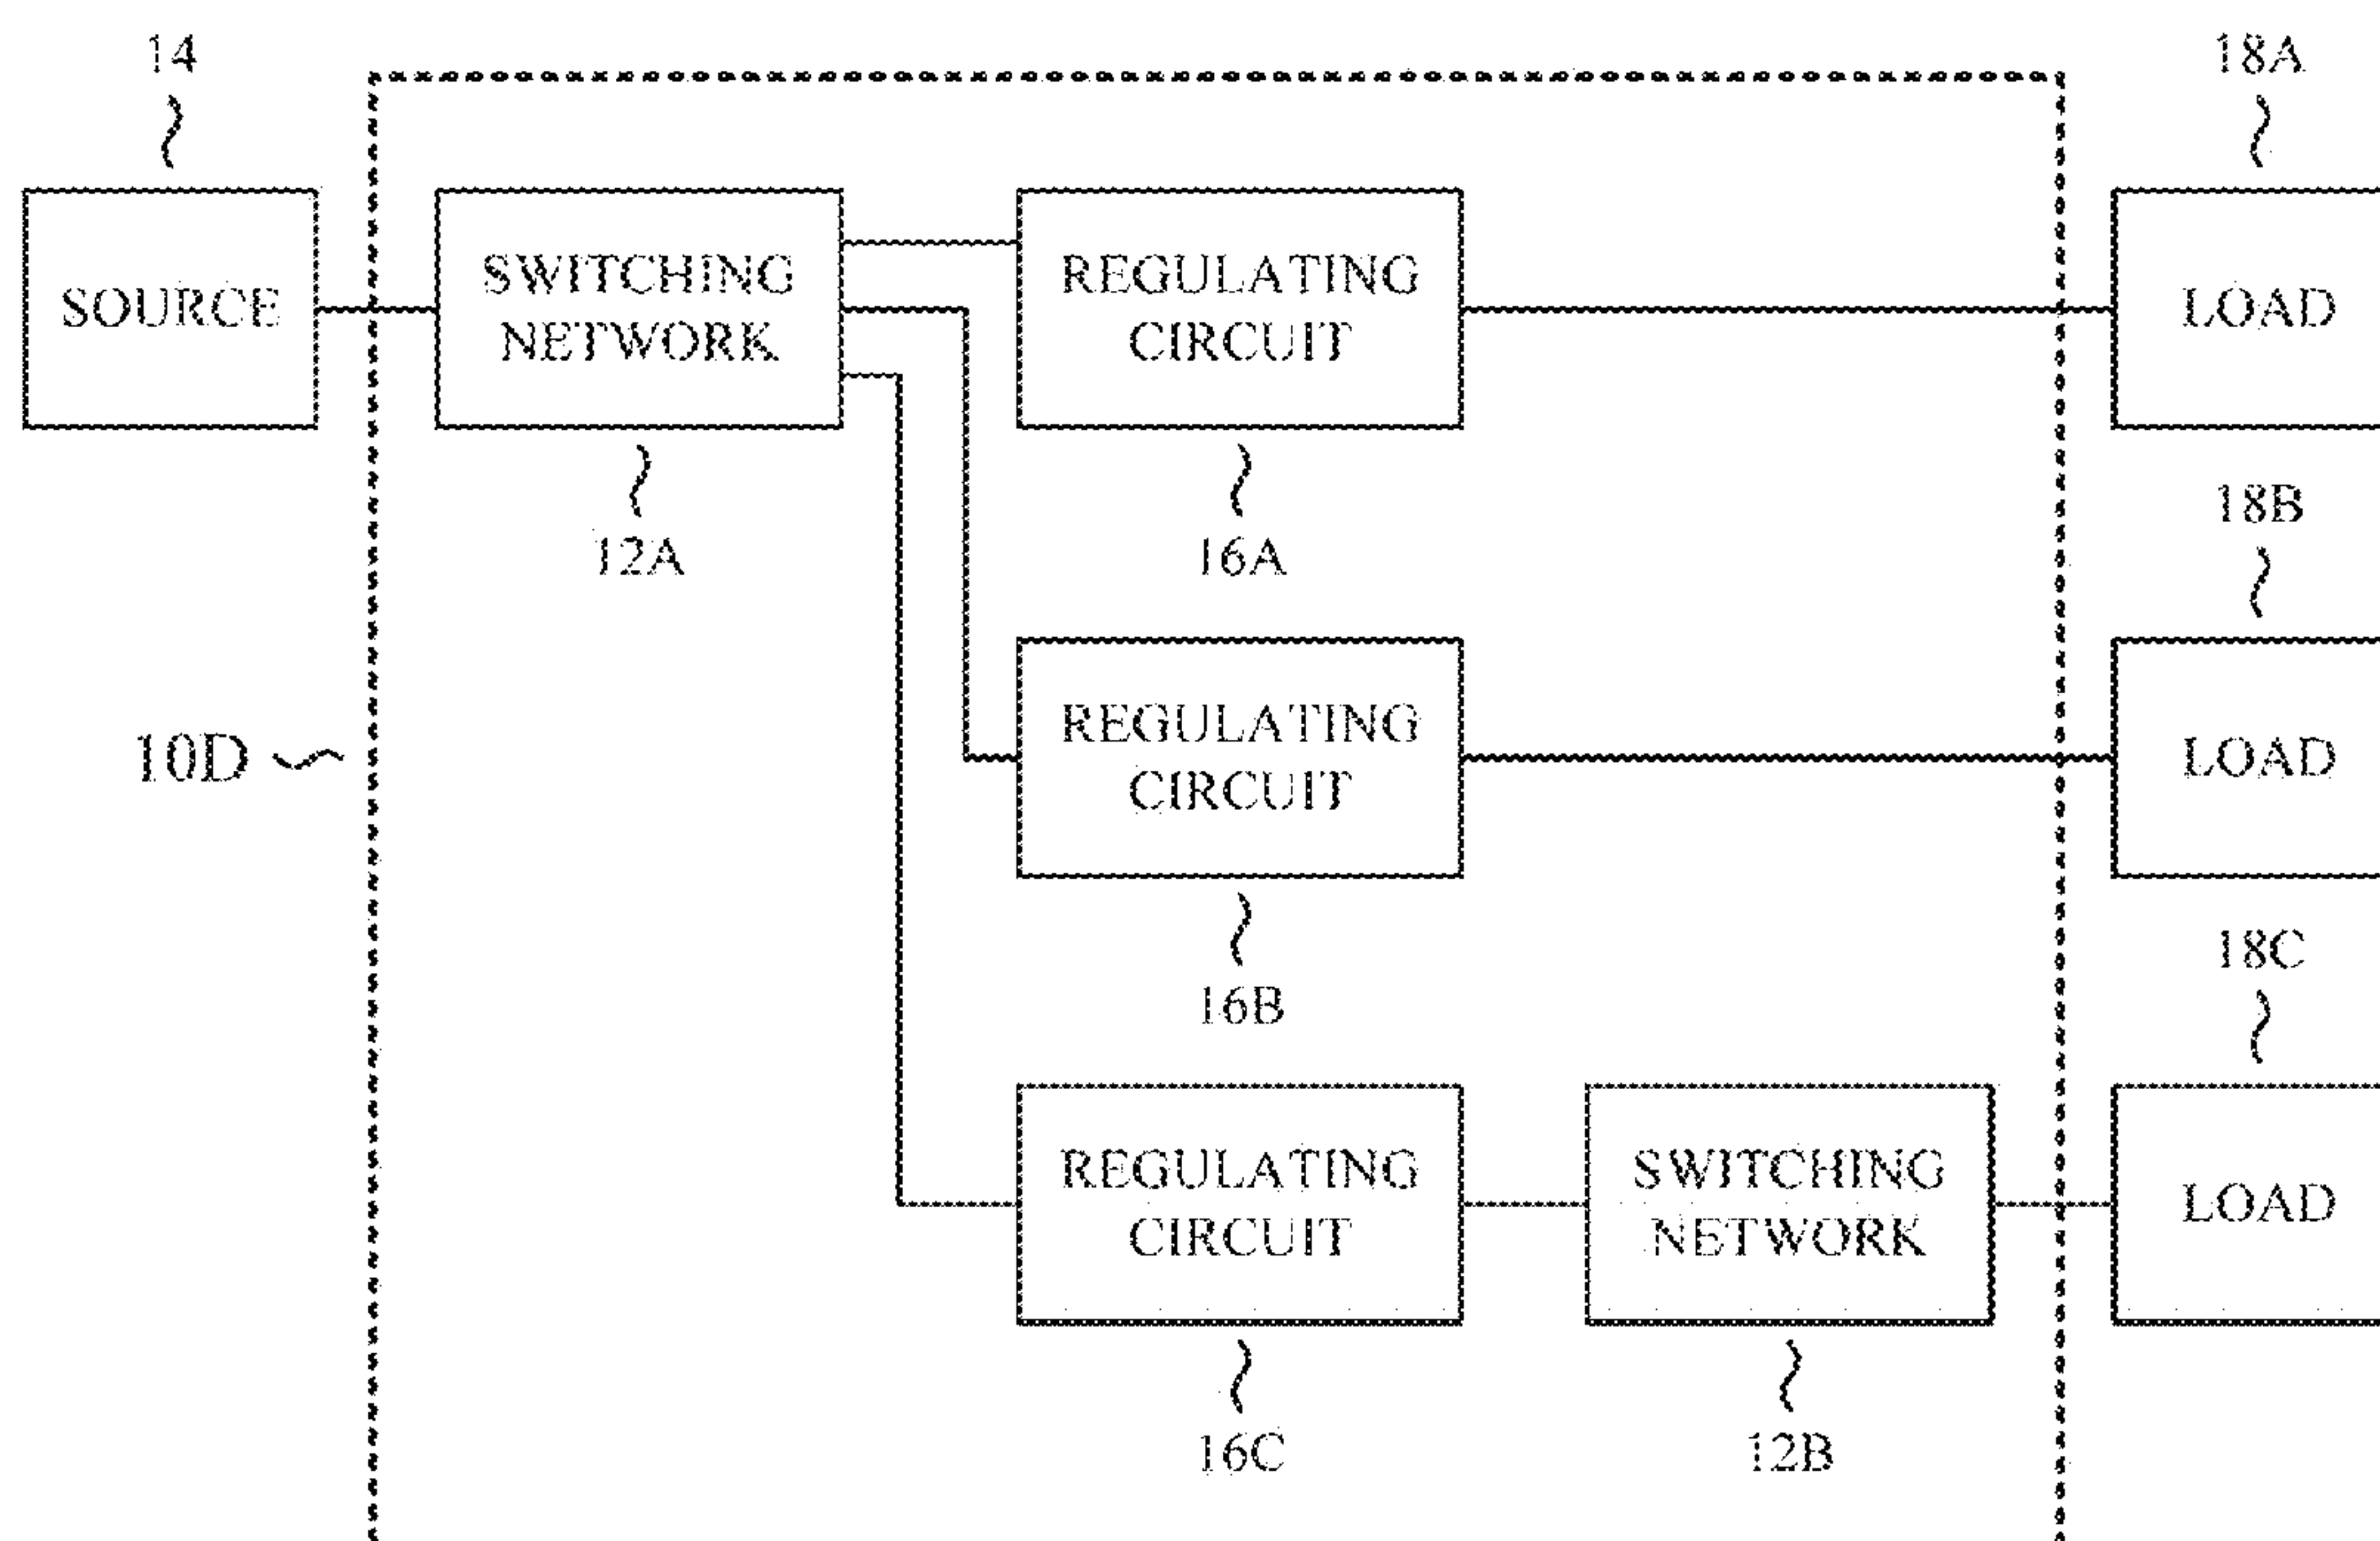 14
18A
SOURCE
SWITCHING
NETWORK
REGULATING
CIRCUIT
LOAD
12A
16A
18B
10D
REGULATING
CIRCUIT
LOAD
16B
18C
REGULATING
CIRCUIT
SWITCHING
NETWORK
LOAD
16C
12B